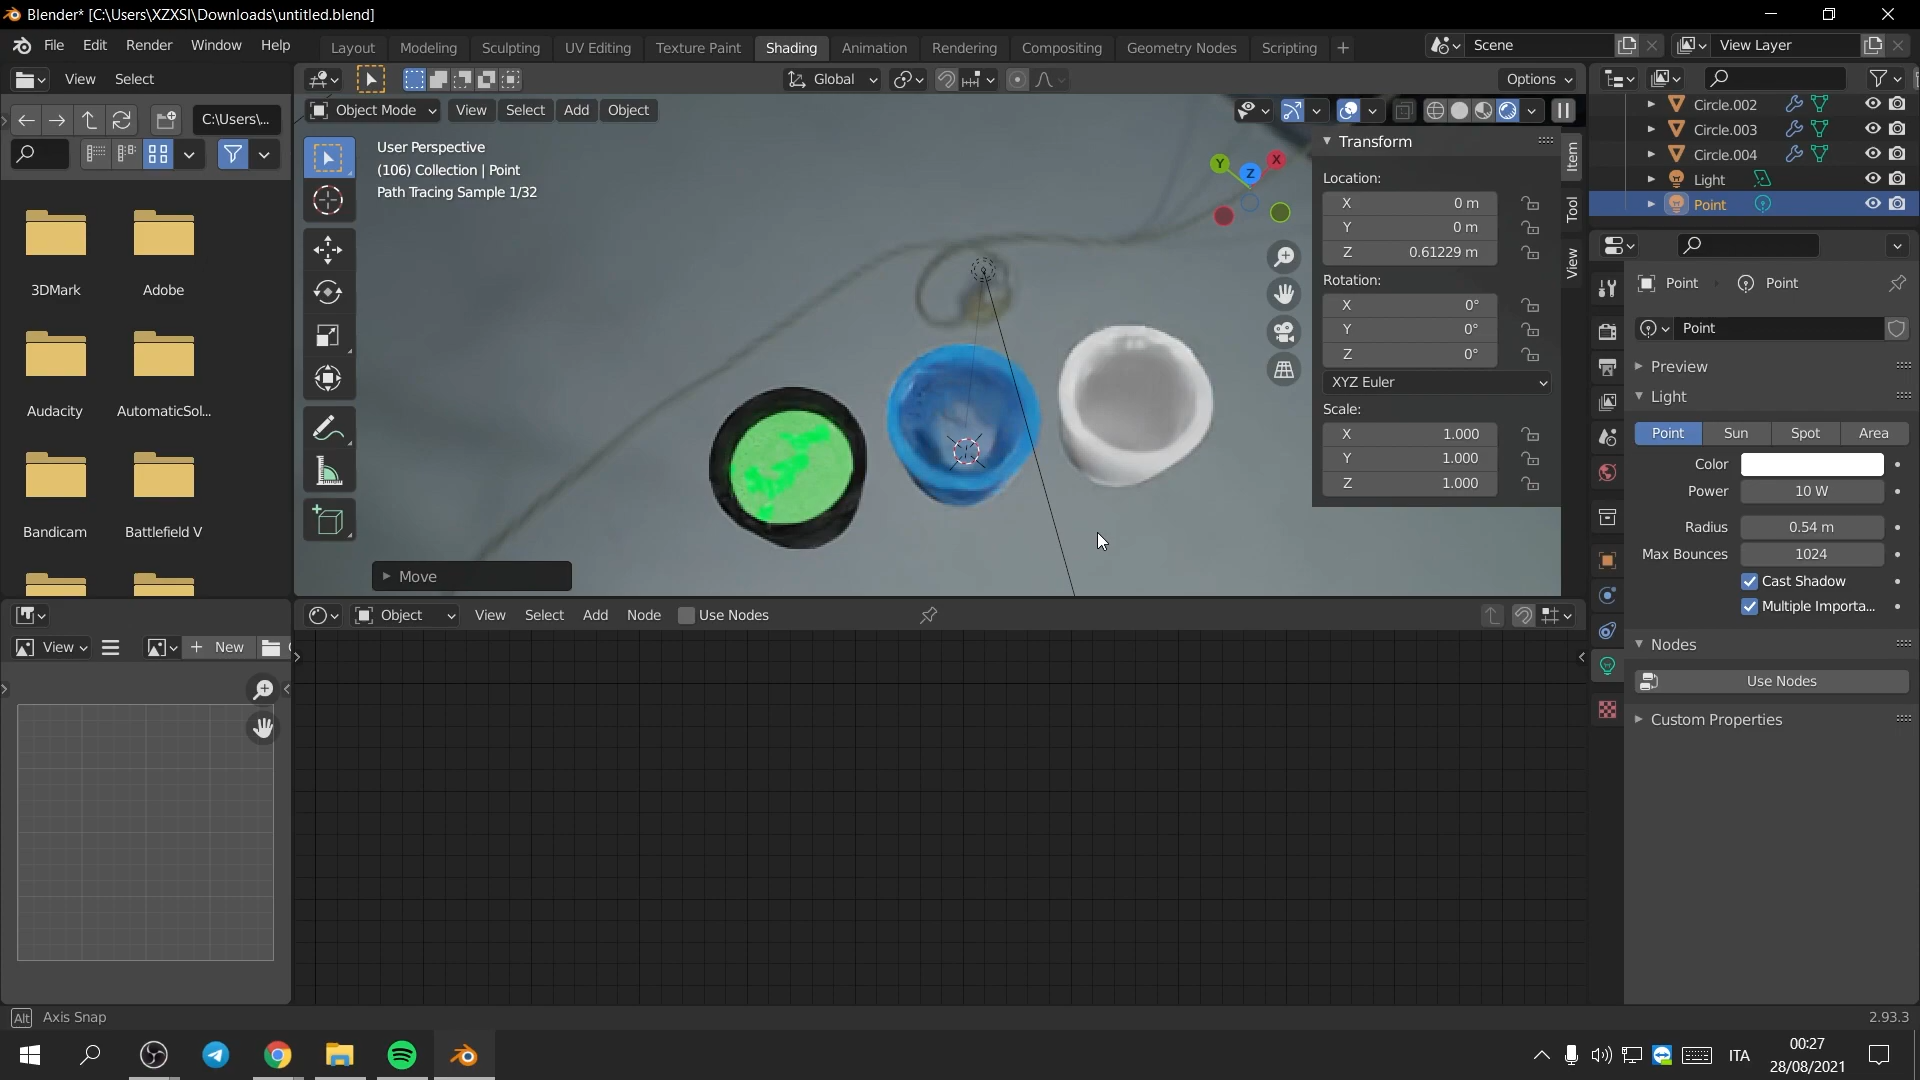 Blender* [C:\Users\XZXSI\Downloads\untitled.blend]
File Edit Render Window Help
Layout Modeling Sculpting UV Editing Texture Paint Shading Animation Rendering Compositing Geometry Nodes Scripting
Scene
View Layer
View Select
Global
Options
C:\Users\...
Object Mode View Select Add Object
User Perspective
(106) Collection | Point
Path Tracing Sample 1/32
Y
X
Z
3DMark
Adobe
Audacity
AutomaticSol...
Bandicam
Battlefield V
Transform
Location:
X 0 m
Y 0 m
Z 0.61229 m
Rotation:
X 0°
Y 0°
Z 0°
XYZ Euler
Scale:
X 1.000
Y 1.000
Z 1.000
Item
Tool
View
Move
Circle.002
Circle.003
Circle.004
Light
Point
Point Point
Point
Preview
Light
Point Sun Spot Area
Color
Power 10 W
Radius 0.54 m
Max Bounces 1024
Cast Shadow
Multiple Importa...
Nodes
Use Nodes
Custom Properties
Object View Select Add Node Use Nodes
View New
Alt Axis Snap
2.93.3
ITA
00:27
28/08/2021